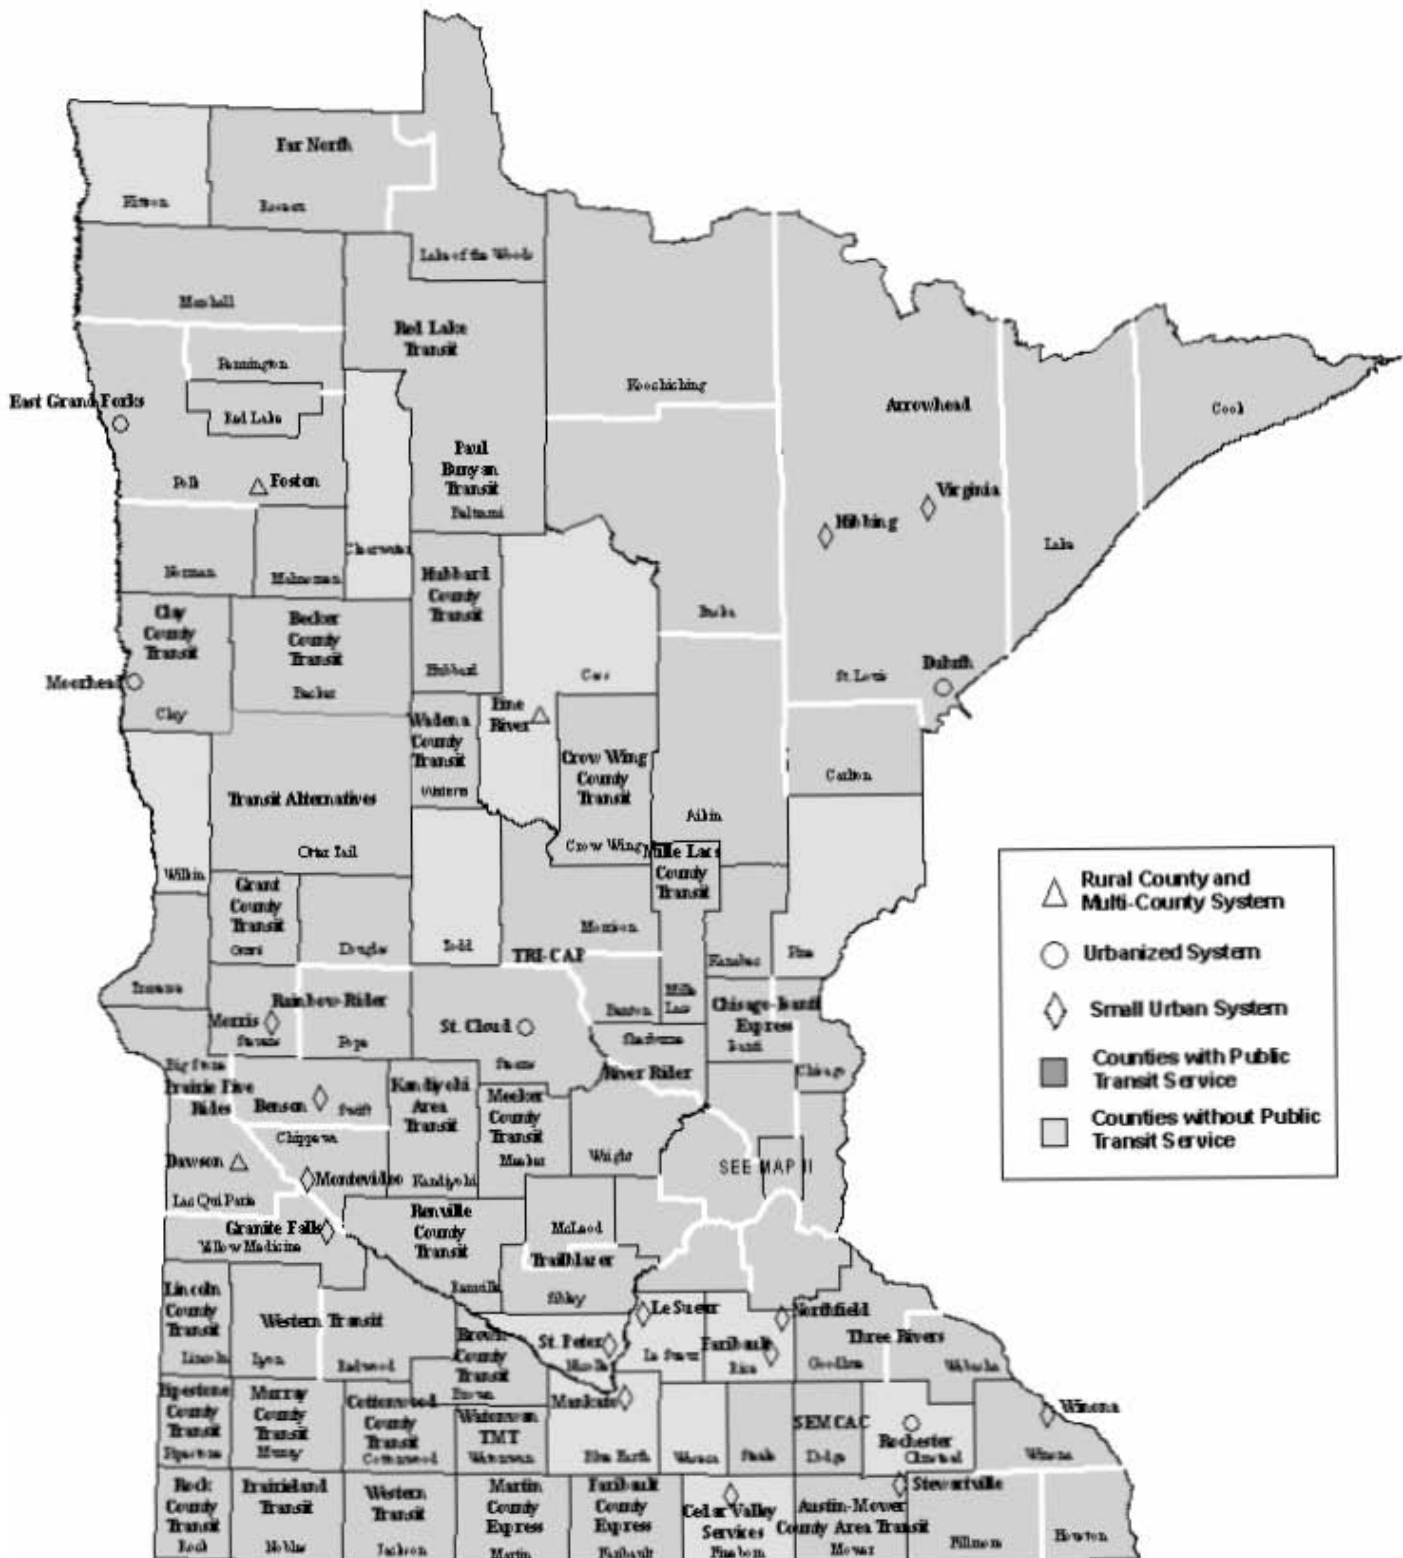 Far North
Roseau
Lake of the Woods
Marshall
Red Lake
Transit
Pennington
Red Lake
East Grand Forks
Koochiching
Arrowhead
Cook
Paul
Bunyan
Transit
Polk
Foston
Virginia
Hibbing
Lake
Clearwater
Norman
Mahnomen
Hubbard
County
Transit
Hubbard
Clay
County
Transit
Becker
County
Transit
Becker
Moorhead
Clay
Cass
St. Louis
Duluth
Pine
River
Wadena
County
Transit
Crow Wing
County
Transit
Crow Wing
Carlton
Transit Alternatives
Otter Tail
Aitkin
Wilkin
Mille Lacs
County
Transit
Grant
County
Transit
Grant
Douglas
Todd
Morrison
TRI-CAP
Kanabec
Pine
Rainbow-Rider
Morris
Stevens
Pope
St. Cloud
Stearns
Benton
Mille
Lacs
Chisago-Isanti
Express
Isanti
Sherburne
River Rider
Chisago
Big Stone
Prairie Five
Rides
Benson
Swift
Chippewa
Kandiyohi
Area
Transit
Kandiyohi
Meeker
County
Transit
Meeker
Wright
SEE MAP II
Dawson
Montevideo
Lac Qui Parle
Granite Falls
Yellow Medicine
Renville
County
Transit
Renville
McLeod
Trailblazer
Sibley
Lincoln
County
Transit
Lincoln
Western Transit
Lyon
Redwood
Brown
County
Transit
Brown
St. Peter
Nicollet
Le Sueur
Le Sueur
Northfield
Faribault
Rice
Three Rivers
Goodhue
Wabasha
Pipestone
County
Transit
Pipestone
Murray
County
Transit
Murray
Cottonwood
County
Transit
Cottonwood
Watonwan
TMT
Watonwan
Mankato
Blue Earth
Waseca
Steele
SEMCAC
Dodge
Rochester
Olmsted
Winona
Winona
Rock
County
Transit
Rock
Prairieland
Transit
Nobles
Western
Transit
Jackson
Martin
County
Express
Martin
Faribault
County
Express
Faribault
Cedar Valley
Services
Freeborn
Austin-Mower
County Area Transit
Mower
Stewartville
Fillmore
Houston
Rural County and
Multi-County System
Urbanized System
Small Urban System
Counties with Public
Transit Service
Counties without Public
Transit Service